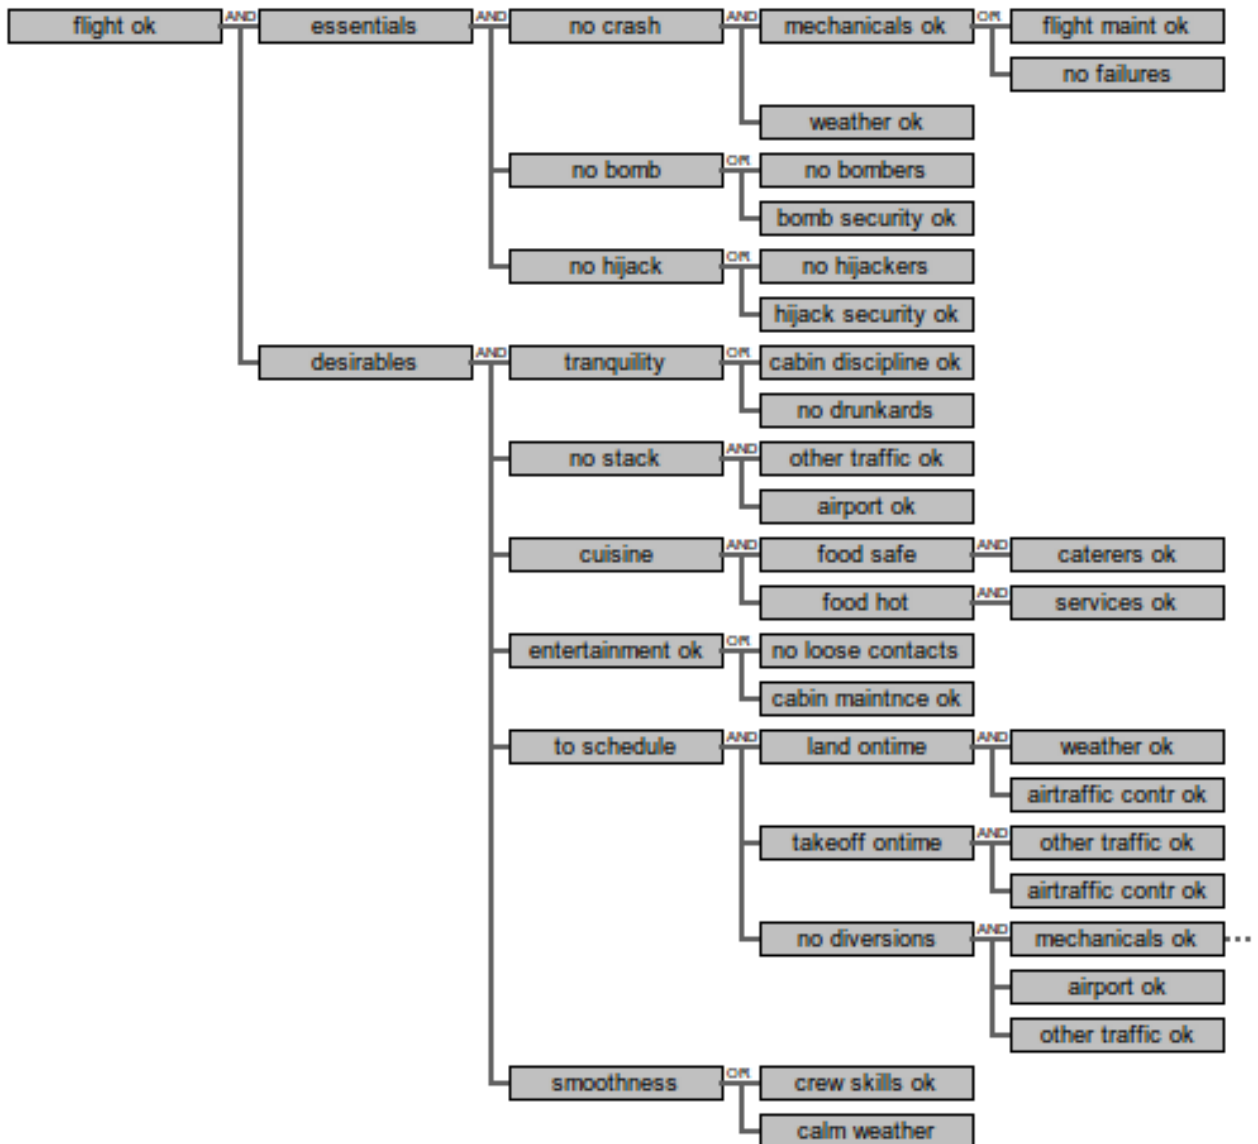 flight ok AND essentials AND no crash AND mechanicals ok OR flight maint ok
no failures
weather ok
no bomb OR no bombers
bomb security ok
no hijack OR no hijackers
hijack security ok
desirables AND tranquility OR cabin discipline ok
no drunkards
no stack AND other traffic ok
airport ok
cuisine AND food safe AND caterers ok
food hot AND services ok
entertainment ok OR no loose contacts
cabin maintnce ok
to schedule AND land ontime AND weather ok
airtraffic contr ok
takeoff ontime AND other traffic ok
airtraffic contr ok
no diversions AND mechanicals ok ...
airport ok
other traffic ok
smoothness OR crew skills ok
calm weather